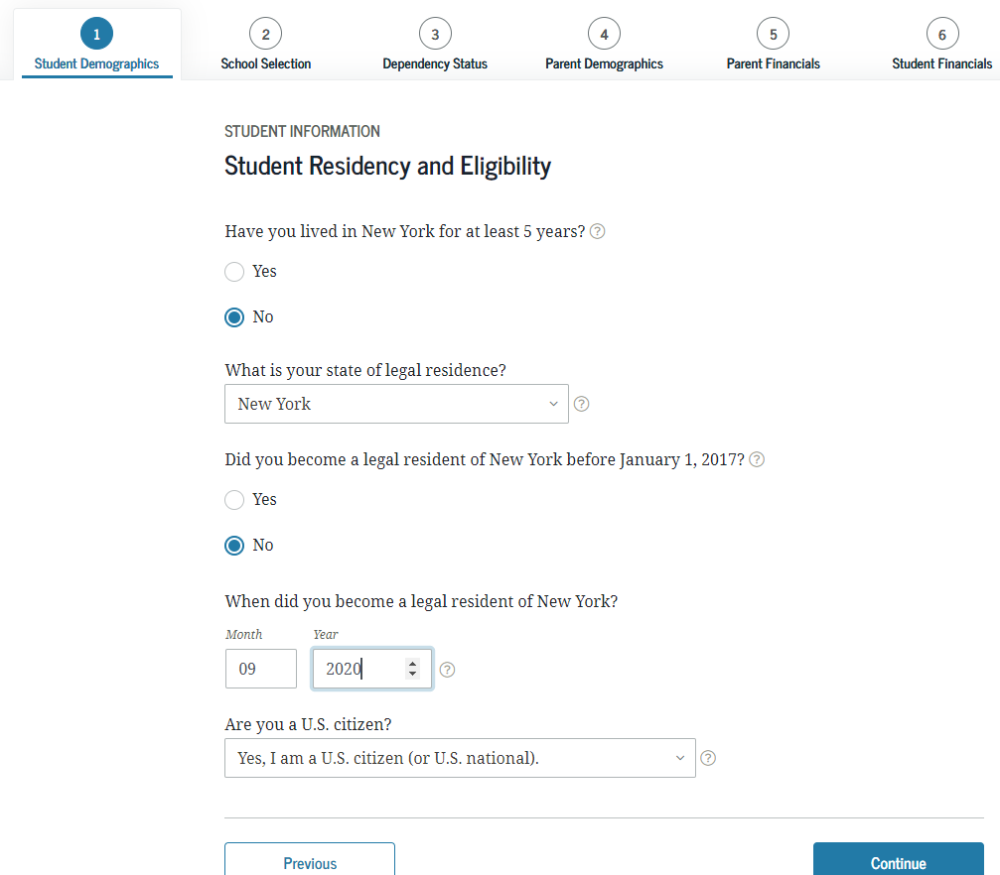 1 2 3 4 5 6
Student Demographics School Selection Dependency Status Parent Demographics Parent Financials Student Financials
STUDENT INFORMATION
Student Residency and Eligibility
Have you lived in New York for at least 5 years? ?
Yes
No
What is your state of legal residence?
New York ?
Did you become a legal resident of New York before January 1, 2017? ?
Yes
No
When did you become a legal resident of New York?
Month Year
09 2020 ?
Are you a U.S. citizen?
Yes, I am a U.S. citizen (or U.S. national). ?
Previous Continue